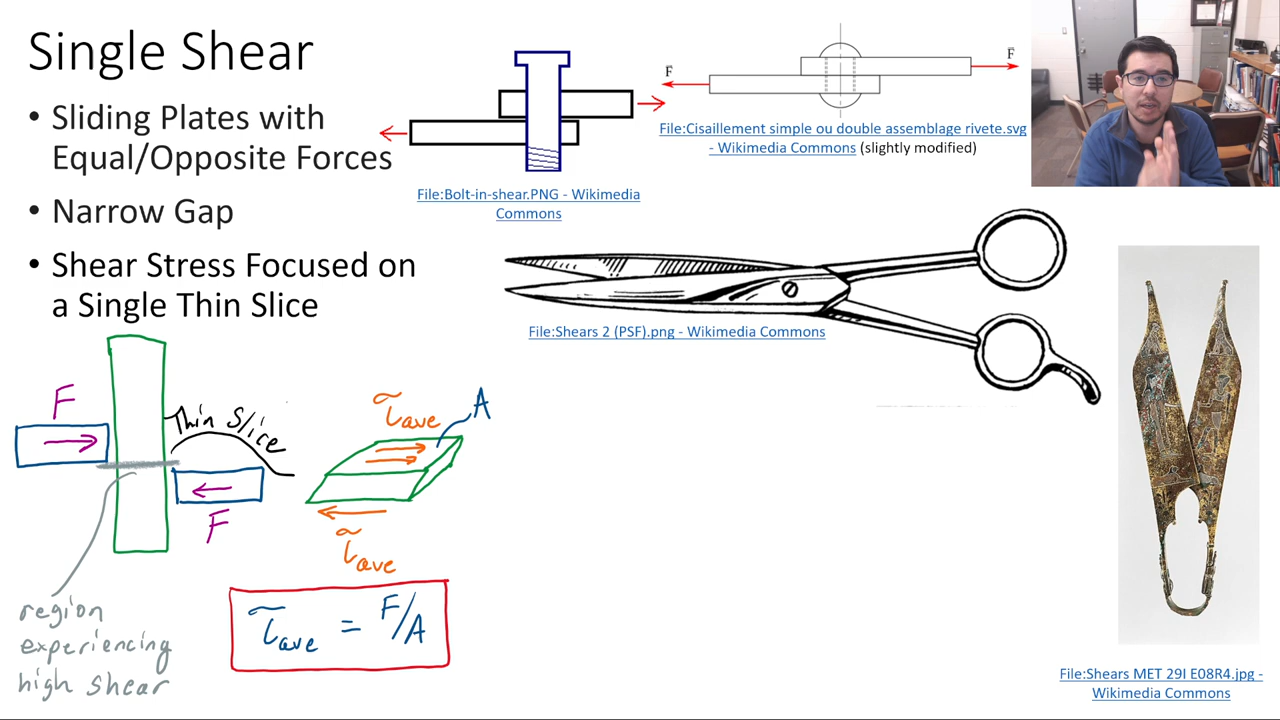 Single Shear
• Sliding Plates with
Equal/Opposite Forces
• Narrow Gap
• Shear Stress Focused on
a Single Thin Slice
File:Bolt-in-shear.PNG - Wikimedia
Commons
F
F
File:Cisaillement simple ou double assemblage rivete.svg
- Wikimedia Commons (slightly modified)
File:Shears 2 (PSF).png - Wikimedia Commons
File:Shears MET 29I E08R4.jpg -
Wikimedia Commons
F
Thin Slice
F
region
experiencing
high shear
τave
A
τave
τave = F/A